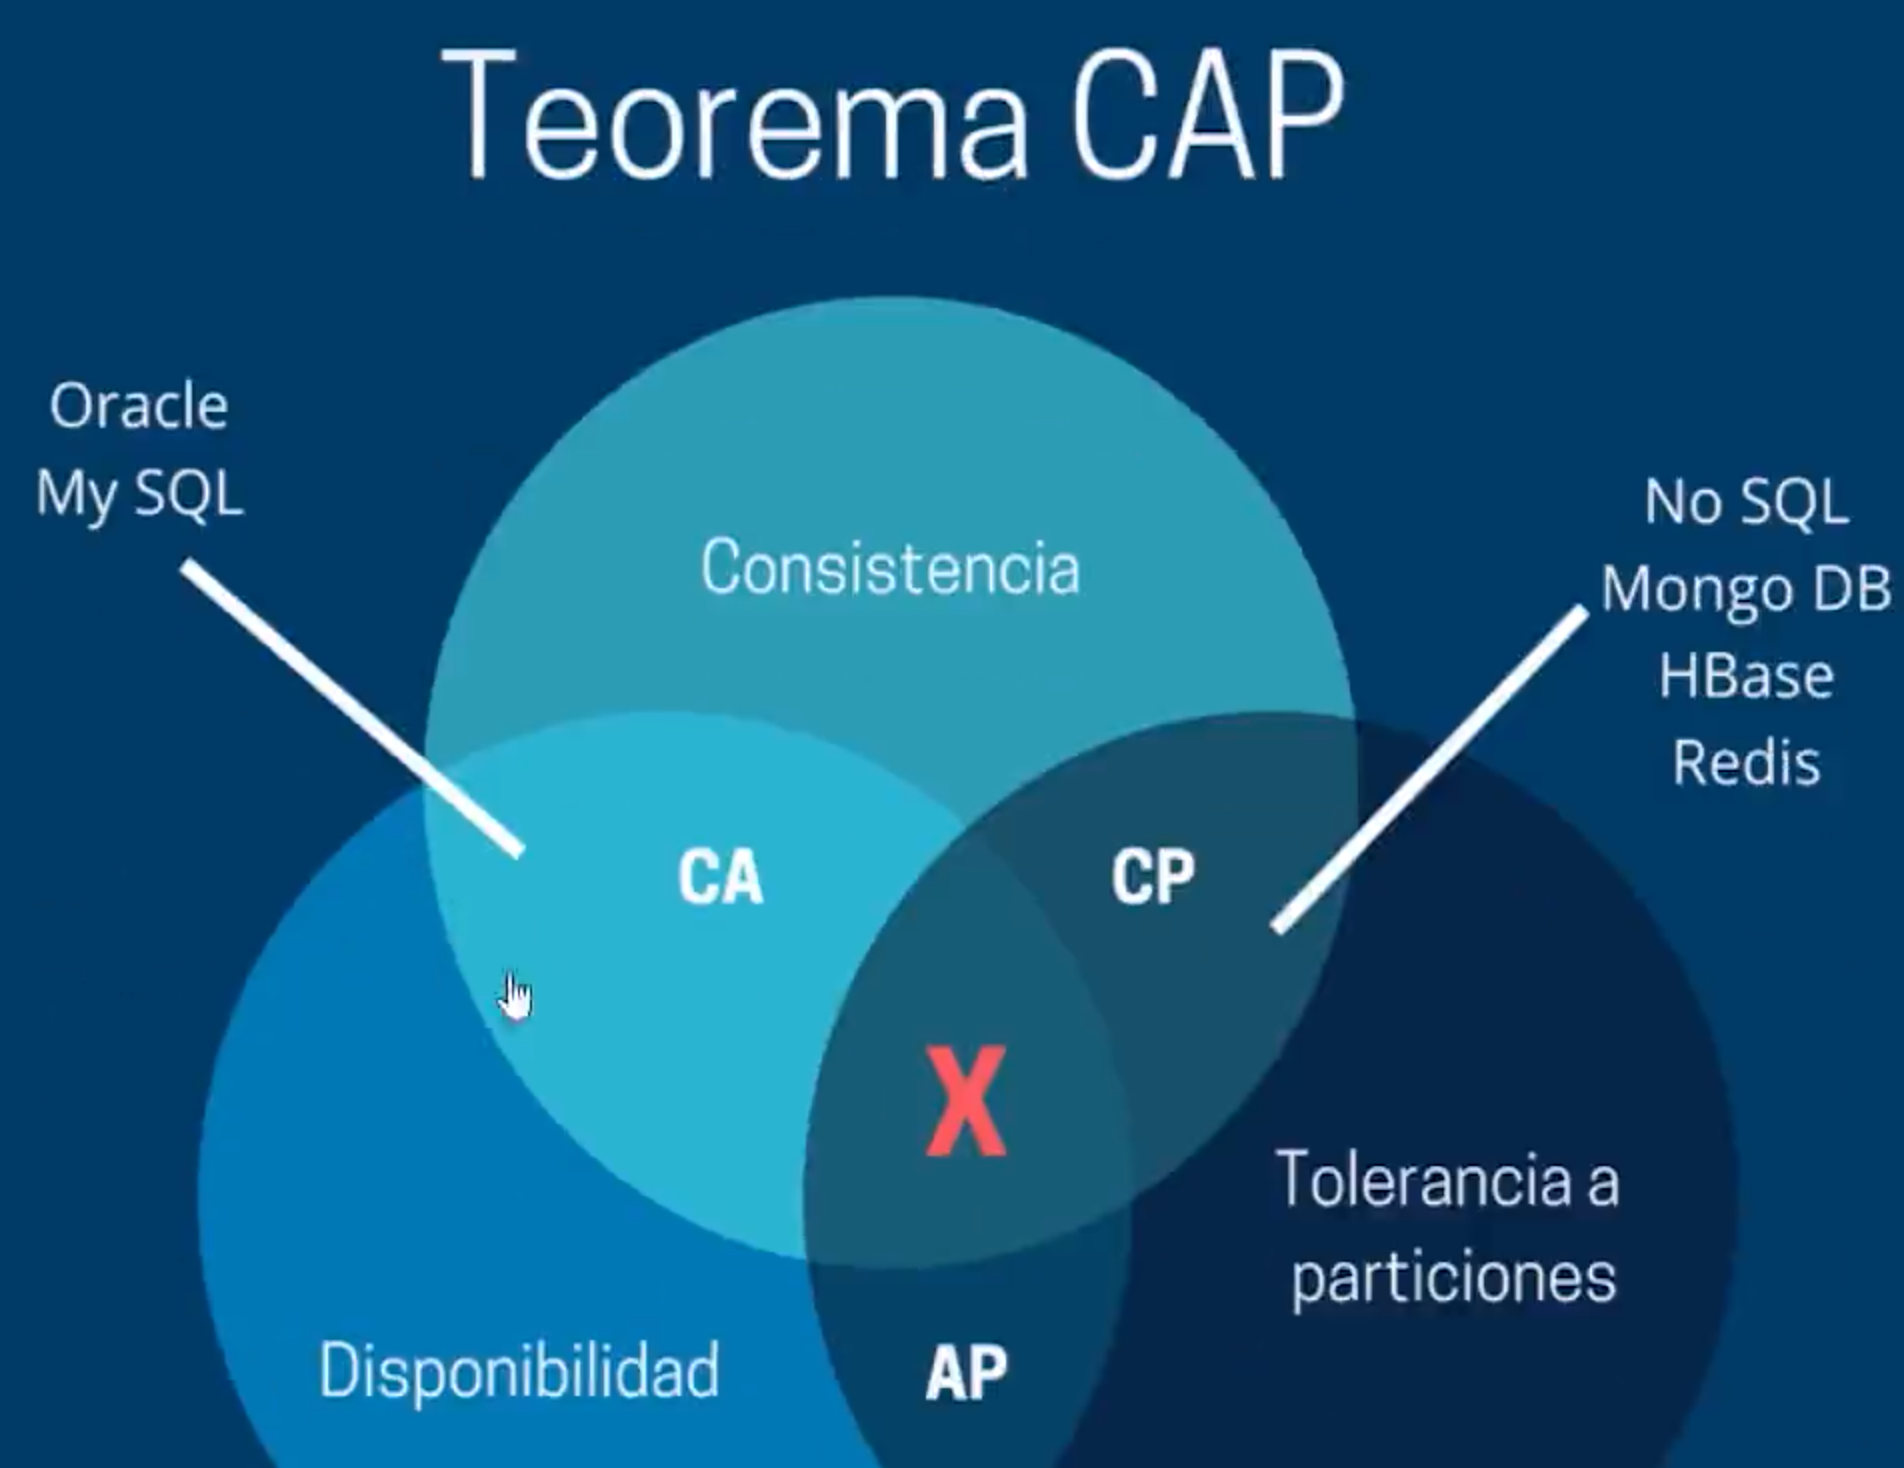 Teorema CAP
Oracle
My SQL
No SQL
Mongo DB
HBase
Redis
Consistencia
CA
CP
X
Tolerancia a
particiones
Disponibilidad
AP